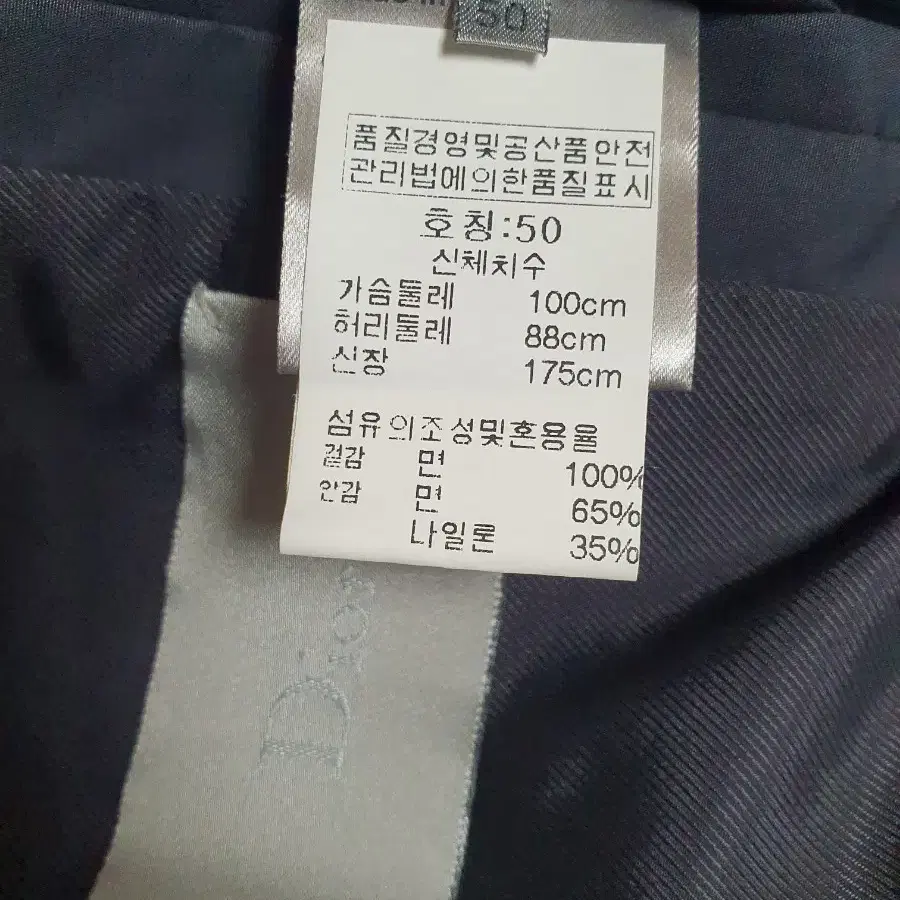 50
품질경영및공산품안전
관리법에의한품질표시
호칭:50
신체치수
가슴둘레 100cm
허리둘레 88cm
신장 175cm
섬유의조성및혼용율
겉감 면 100%
안감 면 65%
나일론 35%
Dior